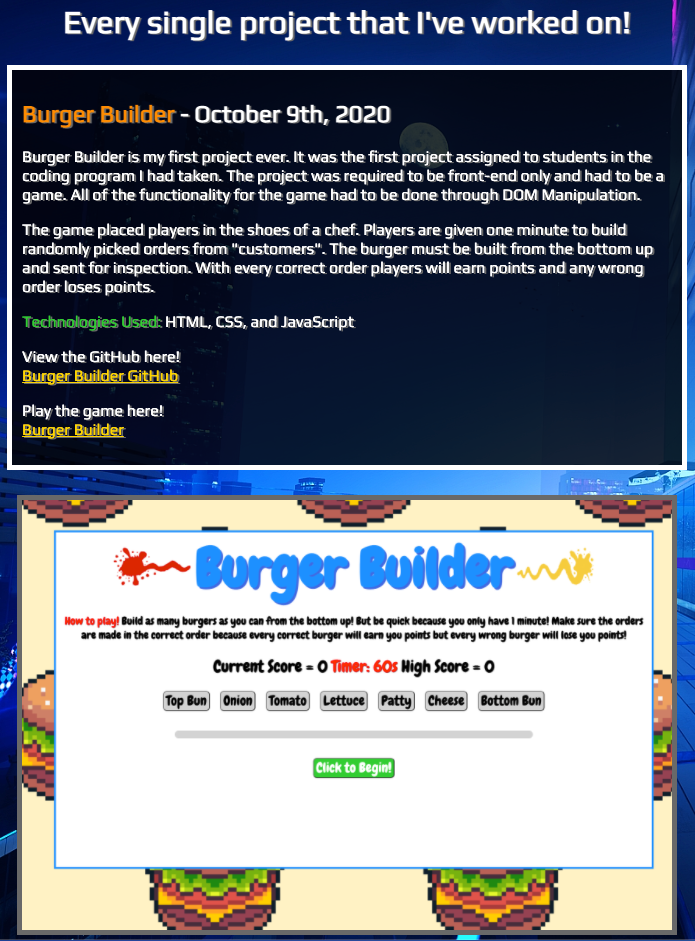 Every single project that I've worked on!
Burger Builder - October 9th, 2020
Burger Builder is my first project ever. It was the first project assigned to students in the
coding program I had taken. The project was required to be front-end only and had to be a
game. All of the functionality for the game had to be done through DOM Manipulation.
The game placed players in the shoes of a chef. Players are given one minute to build
randomly picked orders from "customers". The burger must be built from the bottom up
and sent for inspection. With every correct order players will earn points and any wrong
order loses points.
Technologies Used: HTML, CSS, and JavaScript
View the GitHub here!
Burger Builder GitHub
Play the game here!
Burger Builder
Burger Builder
How to play! Build as many burgers as you can from the bottom up! But be quick because you only have 1 minute! Make sure the orders
are made in the correct order because every correct burger will earn you points but every wrong burger will lose you points!
Current Score = 0 Timer: 60s High Score = 0
Top Bun Onion Tomato Lettuce Patty Cheese Bottom Bun
Click to Begin!